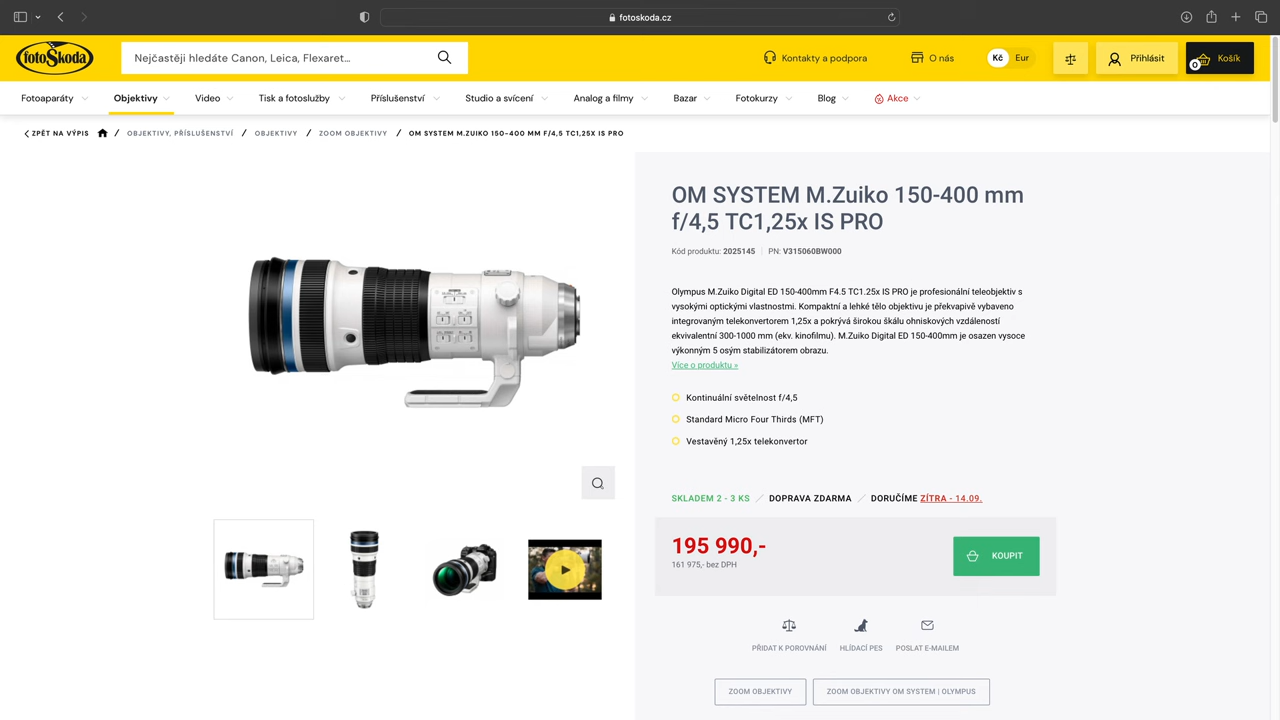 fotoskoda.cz
fotoŠkoda
Nejčastěji hledáte Canon, Leica, Flexaret...
Kontakty a podpora
O nás
Kč Eur
Přihlásit
0 Košík
Fotoaparáty Objektivy Video Tisk a fotoslužby Příslušenství Studio a svícení Analog a filmy Bazar Fotokurzy Blog Akce
ZPĚT NA VÝPIS / OBJEKTIVY, PŘÍSLUŠENSTVÍ / OBJEKTIVY / ZOOM OBJEKTIVY / OM SYSTEM M.ZUIKO 150-400 MM F/4,5 TC1,25X IS PRO
OM SYSTEM M.Zuiko 150-400 mm
f/4,5 TC1,25x IS PRO
Kód produktu: 2025145 PN: V315060BW000
Olympus M.Zuiko Digital ED 150-400mm F4.5 TC1.25x IS PRO je profesionální teleobjektiv s
vysokými optickými vlastnostmi. Kompaktní a lehké tělo objektivu je překvapivě vybaveno
integrovaným telekonvertorem 1,25x a pokrývá širokou škálu ohniskových vzdáleností
ekvivalentní 300-1000 mm (ekv. kinofilmu). M.Zuiko Digital ED 150-400mm je osazen vysoce
výkonným 5 osým stabilizátorem obrazu.
Více o produktu »
Kontinuální světelnost f/4,5
Standard Micro Four Thirds (MFT)
Vestavěný 1,25x telekonvertor
SKLADEM 2 - 3 KS / DOPRAVA ZDARMA / DORUČÍME ZÍTRA - 14.09.
195 990,-
161 975,- bez DPH
KOUPIT
PŘIDAT K POROVNÁNÍ HLÍDACÍ PES POSLAT E-MAILEM
ZOOM OBJEKTIVY ZOOM OBJEKTIVY OM SYSTEM | OLYMPUS